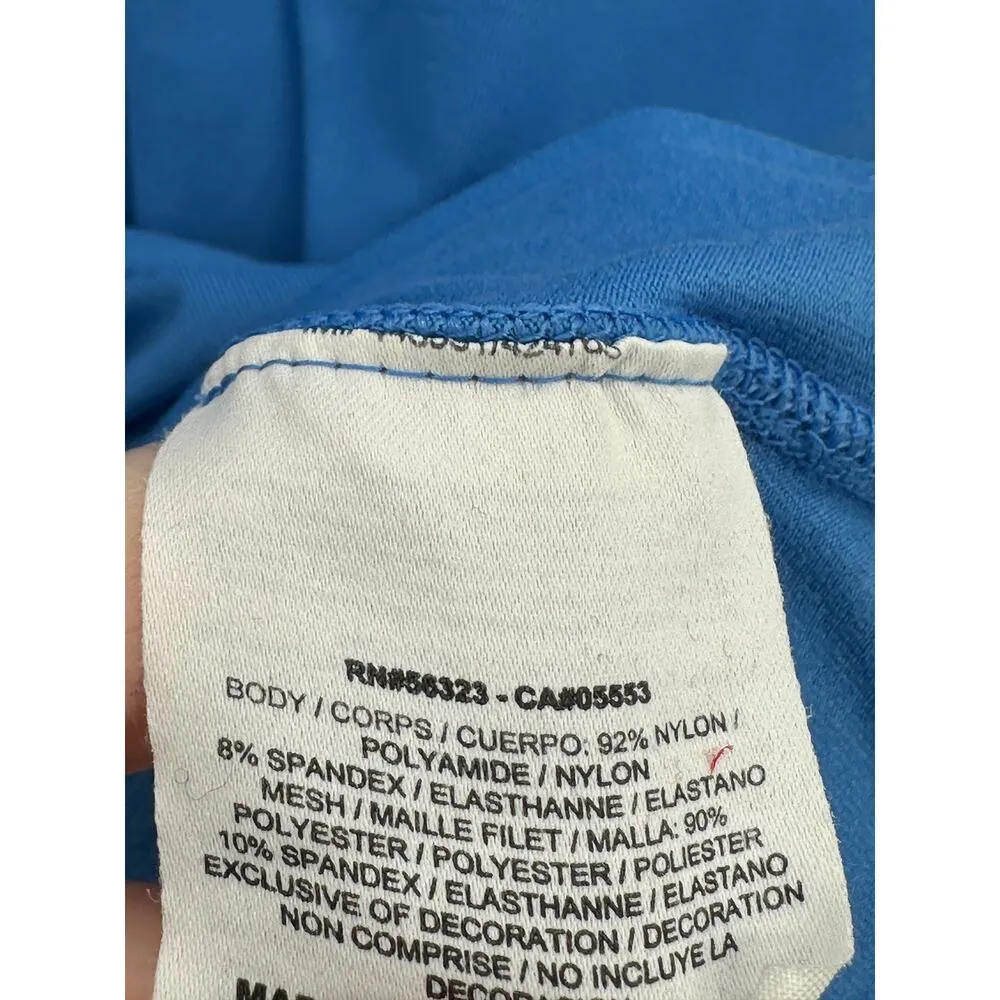 RN#56323 - CA#05553
BODY / CORPS / CUERPO: 92% NYLON /
POLYAMIDE / NYLON
8% SPANDEX / ELASTHANNE / ELASTANO
MESH / MAILLE FILET / MALLA: 90%
POLYESTER / POLYESTER / POLIESTER
10% SPANDEX / ELASTHANNE / ELASTANO
EXCLUSIVE OF DECORATION / DECORATION
NON COMPRISE / NO INCLUYE LA